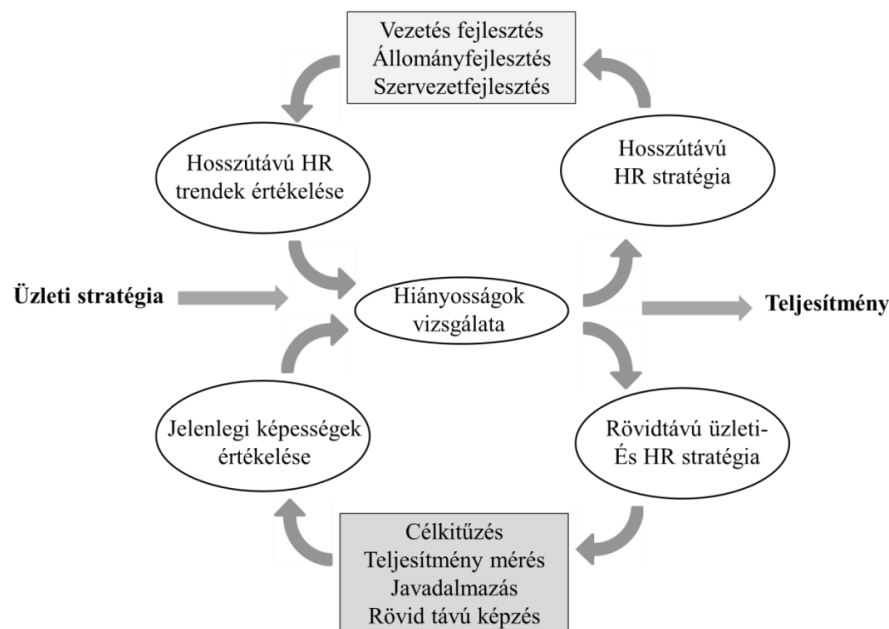 Vezetés fejlesztés
Állományfejlesztés
Szervezetfejlesztés
Hosszútávú HR
trendek értékelése
Hosszútávú
HR stratégia
Üzleti stratégia
Hiányosságok
vizsgálata
Teljesítmény
Jelenlegi képességek
értékelése
Rövidtávú üzleti-
És HR stratégia
Célkitűzés
Teljesítmény mérés
Javadalmazás
Rövid távú képzés